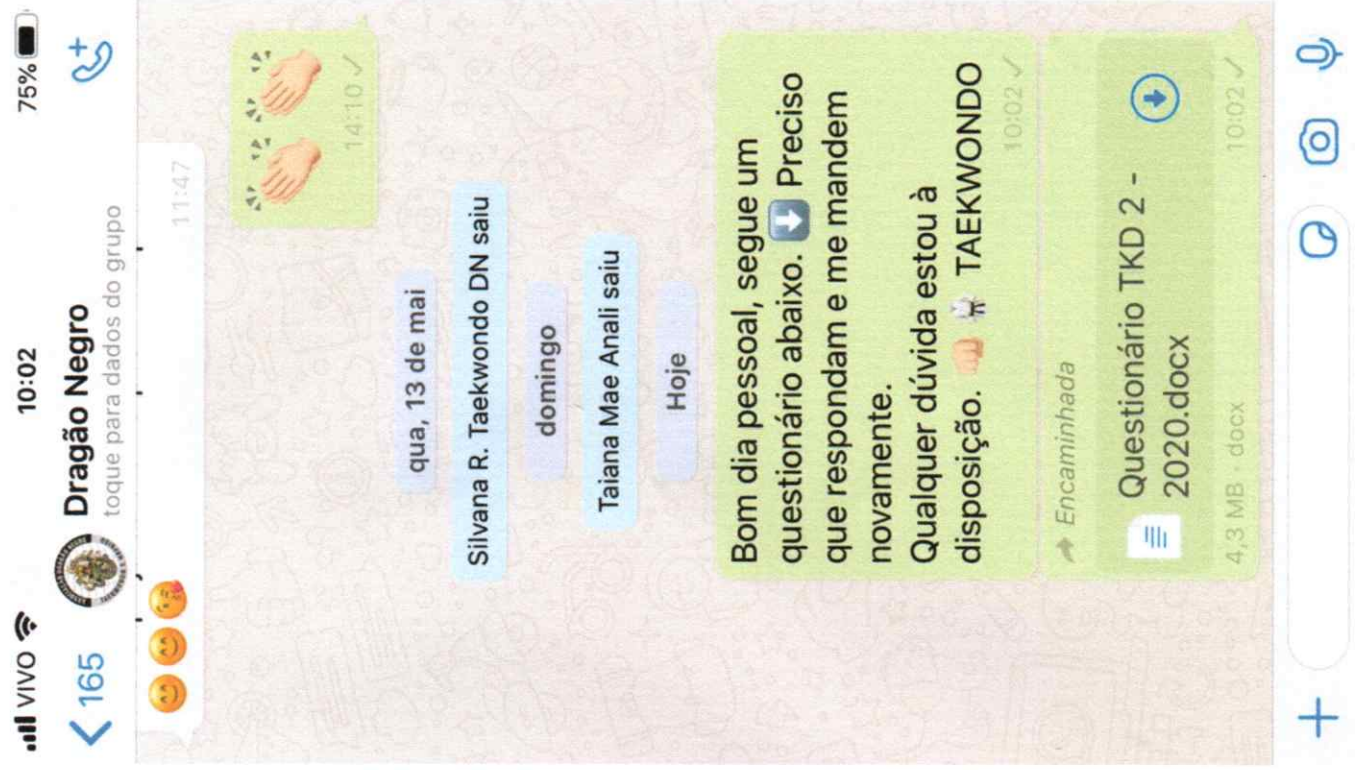 VIVO 10:02 75%
165 Dragão Negro
toque para dados do grupo
😊😊😘 11:47
👏🏻👏🏻
14:10 ✓
qua, 13 de mai
Silvana R. Taekwondo DN saiu
domingo
Taiana Mae Anali saiu
Hoje
Bom dia pessoal, segue um
questionário abaixo. ⬇️ Preciso
que respondam e me mandem
novamente.
Qualquer dúvida estou à
disposição. 👊🏻 🥋 TAEKWONDO
10:02 ✓
Encaminhada
Questionário TKD 2 -
2020.docx
4,3 MB · docx 10:02 ✓